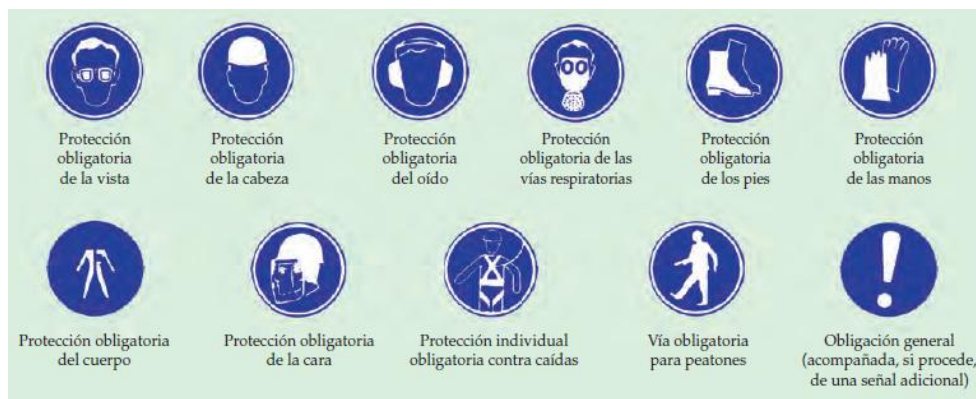 Protección
obligatoria
de la vista
Protección
obligatoria
de la cabeza
Protección
obligatoria
del oído
Protección
obligatoria de las
vías respiratorias
Protección
obligatoria
de los pies
Protección
obligatoria
de las manos
Protección obligatoria
del cuerpo
Protección obligatoria
de la cara
Protección individual
obligatoria contra caídas
Vía obligatoria
para peatones
Obligación general
(acompañada, si procede,
de una señal adicional)